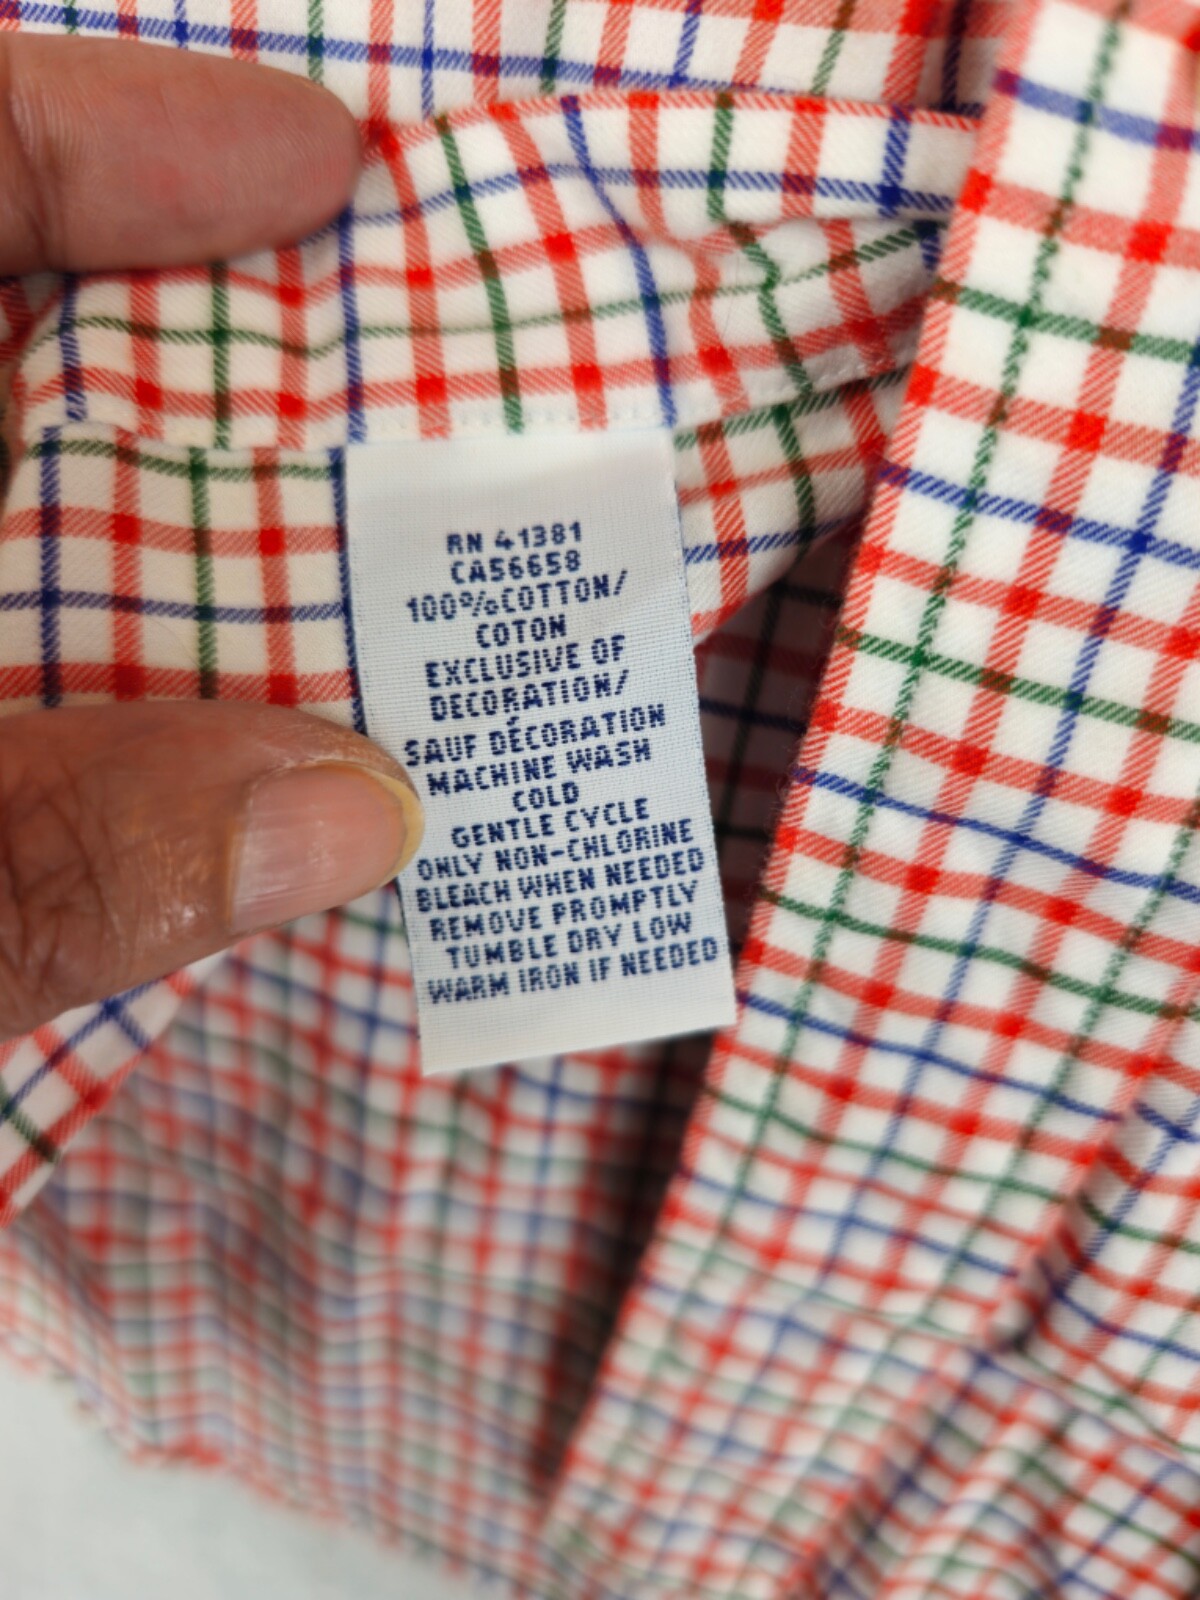 RN 41381
CA56658
100%COTTON/
COTON
EXCLUSIVE OF
DECORATION/
SAUF DÉCORATION
MACHINE WASH
COLD
GENTLE CYCLE
ONLY NON-CHLORINE
BLEACH WHEN NEEDED
REMOVE PROMPTLY
TUMBLE DRY LOW
WARM IRON IF NEEDED